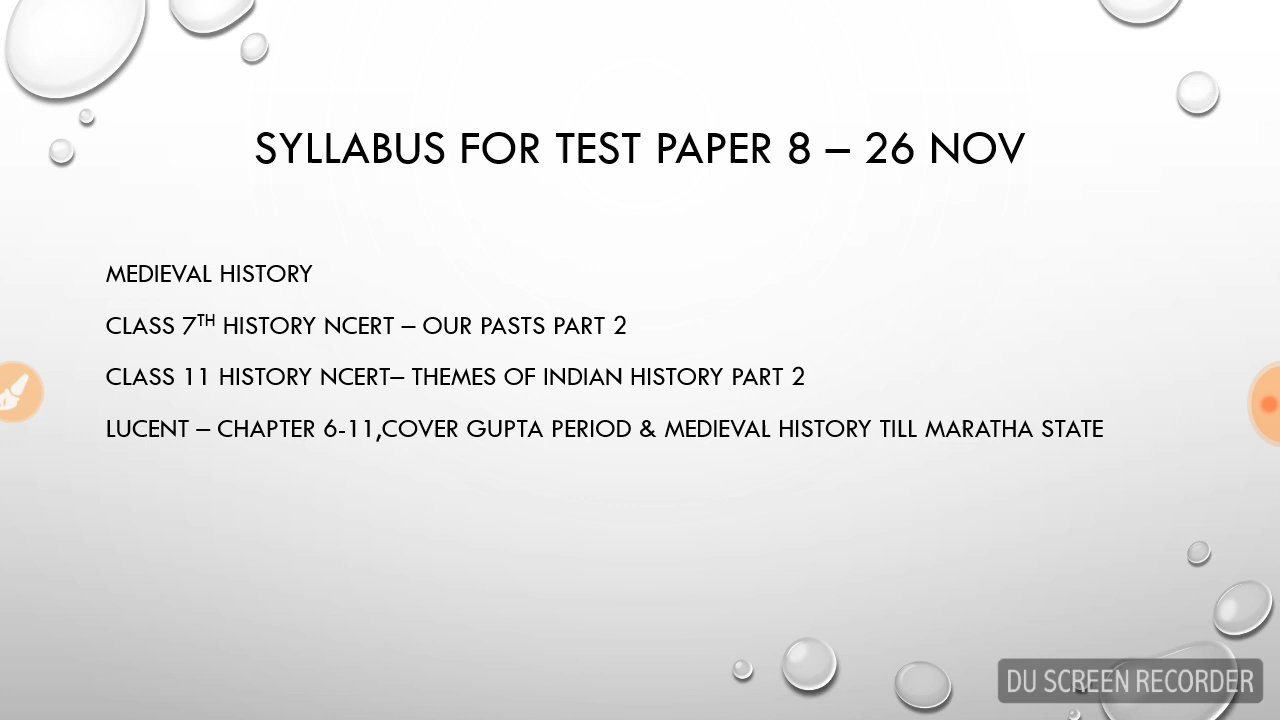 SYLLABUS FOR TEST PAPER 8 – 26 NOV
MEDIEVAL HISTORY
CLASS 7TH HISTORY NCERT – OUR PASTS PART 2
CLASS 11 HISTORY NCERT– THEMES OF INDIAN HISTORY PART 2
LUCENT – CHAPTER 6-11,COVER GUPTA PERIOD & MEDIEVAL HISTORY TILL MARATHA STATE
DU SCREEN RECORDER